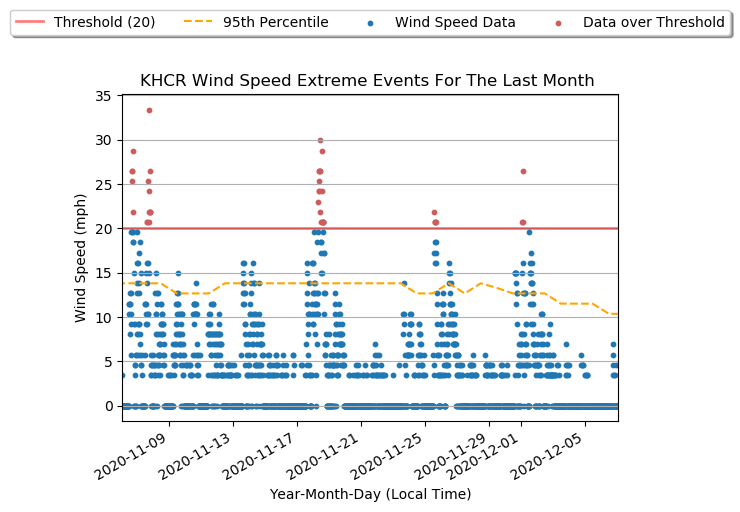 Threshold (20) 95th Percentile Wind Speed Data Data over Threshold
KHCR Wind Speed Extreme Events For The Last Month
35
30
25
20
15
10
5
0
Wind Speed (mph)
2020-11-09 2020-11-13 2020-11-17 2020-11-21 2020-11-25 2020-11-29 2020-12-01 2020-12-05
Year-Month-Day (Local Time)